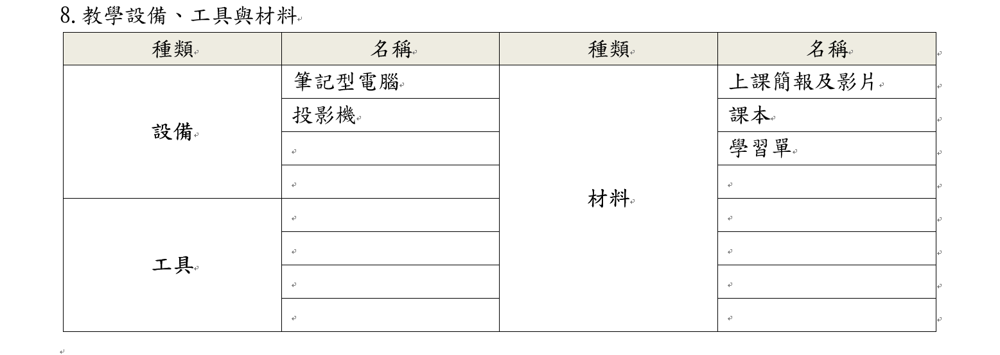 8. 教學設備、工具與材料
種類 名稱 種類 名稱
設備 筆記型電腦 材料 上課簡報及影片
投影機 課本
學習單
工具